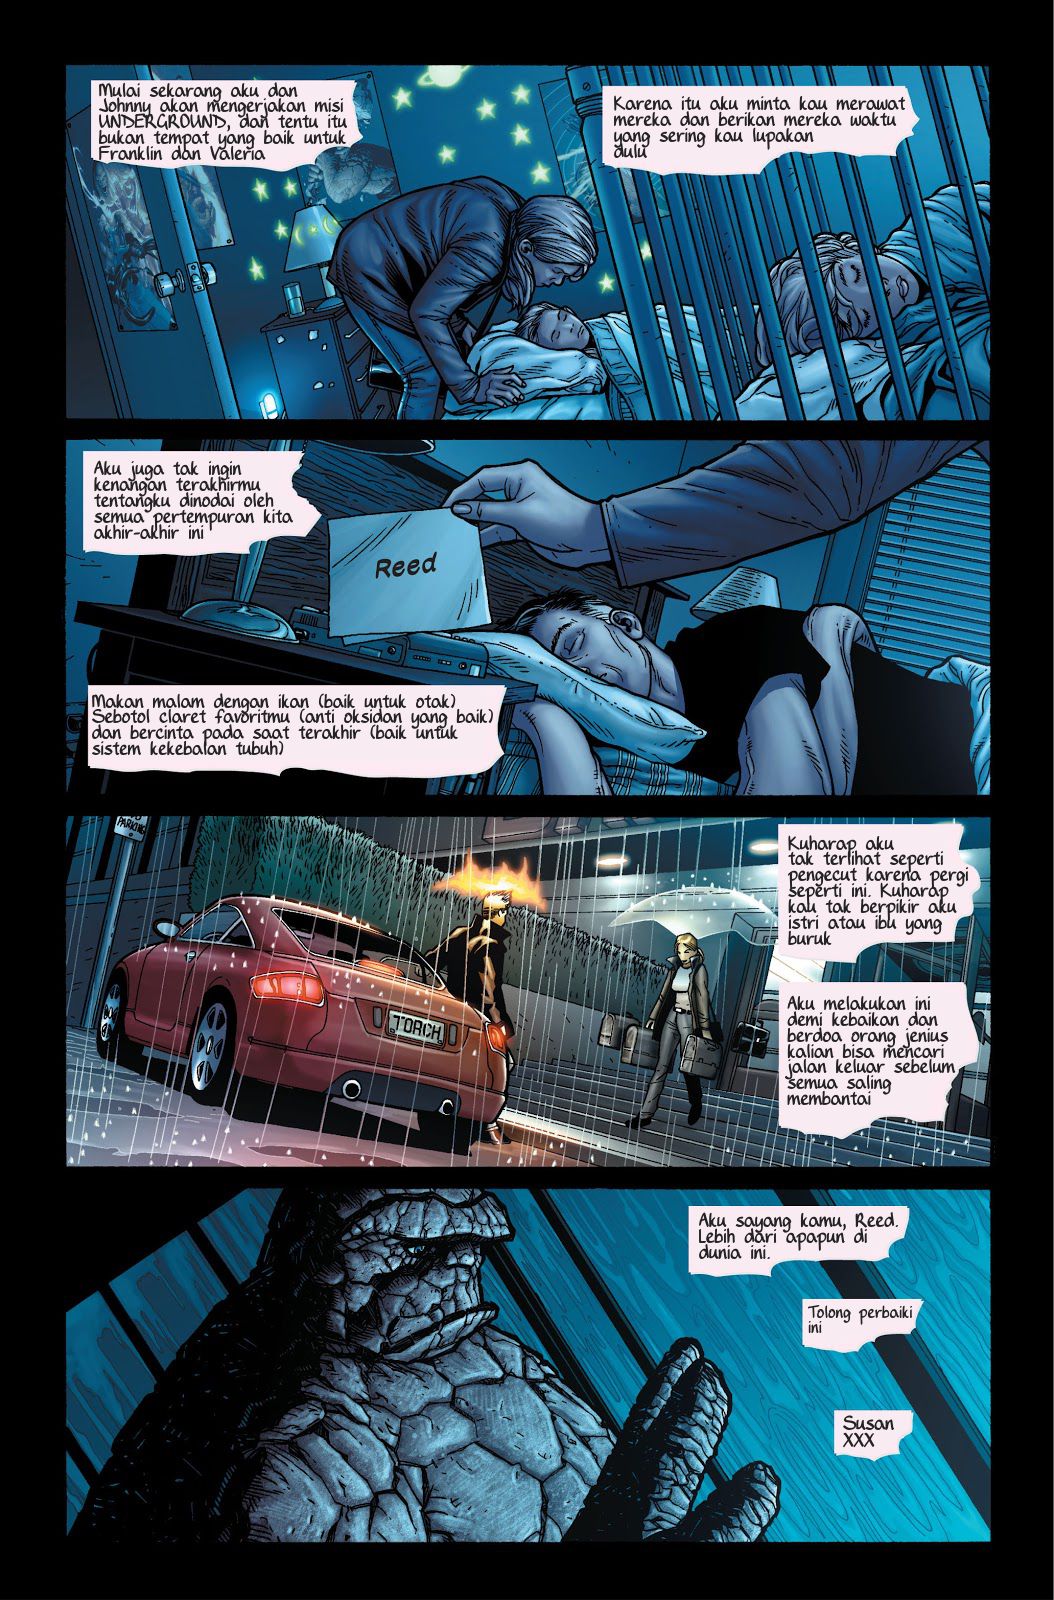 Mulai sekarang aku dan
Johnny akan mengerjakan misi
UNDERGROUND, dan tentu itu
bukan tempat yang baik untuk
Franklin dan Valeria
Karena itu aku minta kau merawat
mereka dan berikan mereka waktu
yang sering kau lupakan
dulu
Aku juga tak ingin
kenangan terakhirmu
tentangku dinodai oleh
semua pertempuran kita
akhir-akhir ini
Reed
Makan malam dengan ikan (baik untuk otak)
Sebotol claret favoritmu (anti oksidan yang baik)
dan bercinta pada saat terakhir (baik untuk
sistem kekebalan tubuh)
PARKING
Kuharap aku
tak terlihat seperti
pengecut karena pergi
seperti ini. Kuharap
kau tak berpikir aku
istri atau ibu yang
buruk
TORCH
Aku melakukan ini
demi kebaikan dan
berdoa orang jenius
kalian bisa mencari
jalan keluar sebelum
semua saling
membantai
Aku sayang kamu, Reed.
Lebih dari apapun di
dunia ini.
Tolong perbaiki
ini
Susan
XXX